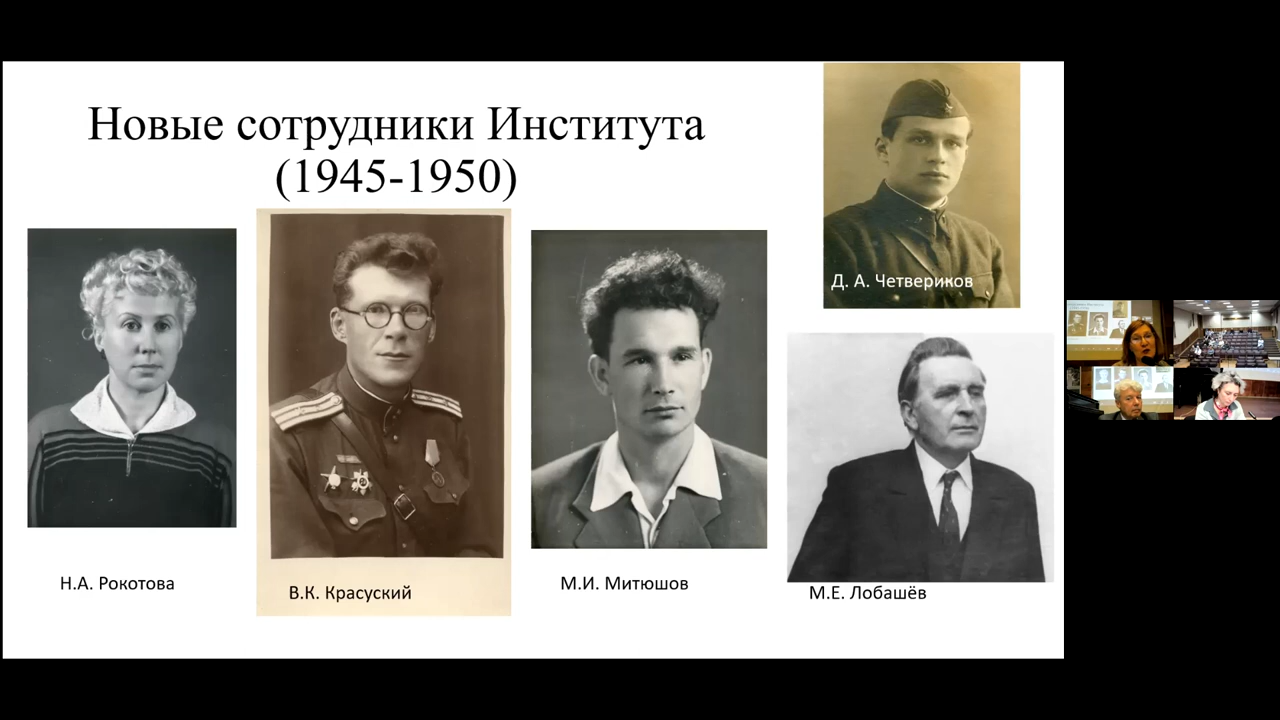 Новые сотрудники Института
(1945-1950)
Д. А. Четвериков
Н.А. Рокотова
В.К. Красуский
М.И. Митюшов
М.Е. Лобашёв